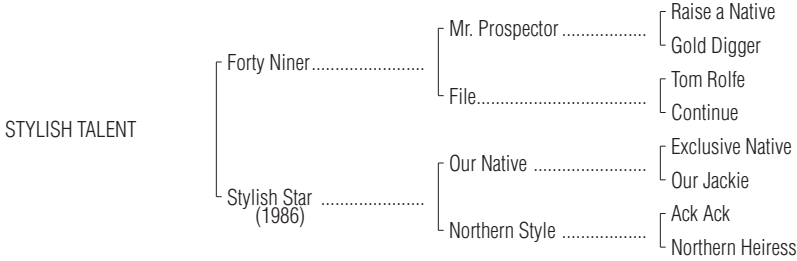 Raise a Native
Mr. Prospector ..................
Gold Digger
Forty Niner........................
Tom Rolfe
File....................................
Continue
STYLISH TALENT
Exclusive Native
Our Native ........................
Our Jackie
Stylish Star ......................
(1986)
Ack Ack
Northern Style ..................
Northern Heiress